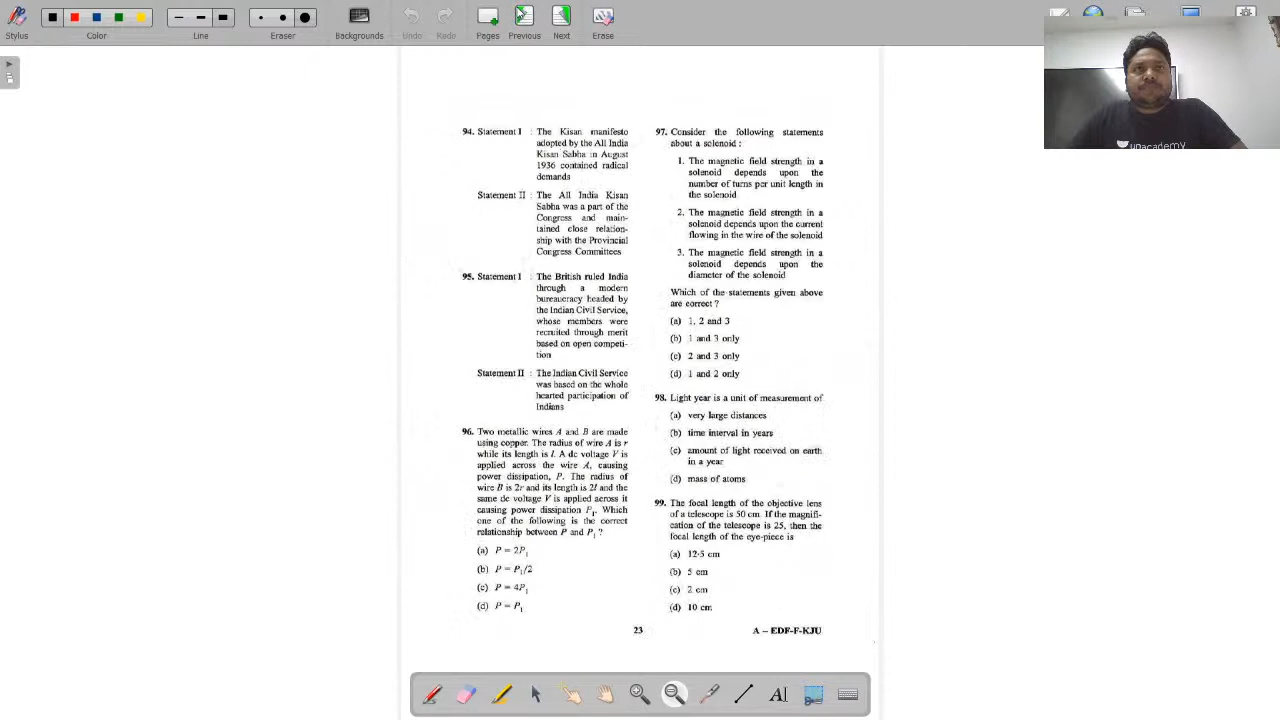 Stylus
Color
Line
Eraser
Backgrounds
Undo
Redo
Pages
Previous
Next
Erase
unacademy
94. Statement I : The Kisan manifesto
adopted by the All India
Kisan Sabha in August
1936 contained radical
demands
Statement II : The All India Kisan
Sabha was a part of the
Congress and main-
tained close relation-
ship with the Provincial
Congress Committees
95. Statement I : The British ruled India
through a modern
bureaucracy headed by
the Indian Civil Service,
whose members were
recruited through merit
based on open competi-
tion
Statement II : The Indian Civil Service
was based on the whole
hearted participation of
Indians
96. Two metallic wires A and B are made
using copper. The radius of wire A is r
while its length is l. A dc voltage V is
applied across the wire A, causing
power dissipation, P. The radius of
wire B is 2r and its length is 2l and the
same dc voltage V is applied across it
causing power dissipation P₁. Which
one of the following is the correct
relationship between P and P₁ ?
(a) P = 2P₁
(b) P = P₁/2
(c) P = 4P₁
(d) P = P₁
97. Consider the following statements
about a solenoid :
1. The magnetic field strength in a
solenoid depends upon the
number of turns per unit length in
the solenoid
2. The magnetic field strength in a
solenoid depends upon the current
flowing in the wire of the solenoid
3. The magnetic field strength in a
solenoid depends upon the
diameter of the solenoid
Which of the statements given above
are correct ?
(a) 1, 2 and 3
(b) 1 and 3 only
(c) 2 and 3 only
(d) 1 and 2 only
98. Light year is a unit of measurement of
(a) very large distances
(b) time interval in years
(c) amount of light received on earth
in a year
(d) mass of atoms
99. The focal length of the objective lens
of a telescope is 50 cm. If the magnifi-
cation of the telescope is 25, then the
focal length of the eye-piece is
(a) 12·5 cm
(b) 5 cm
(c) 2 cm
(d) 10 cm
23
A – EDF-F-KJU
AI